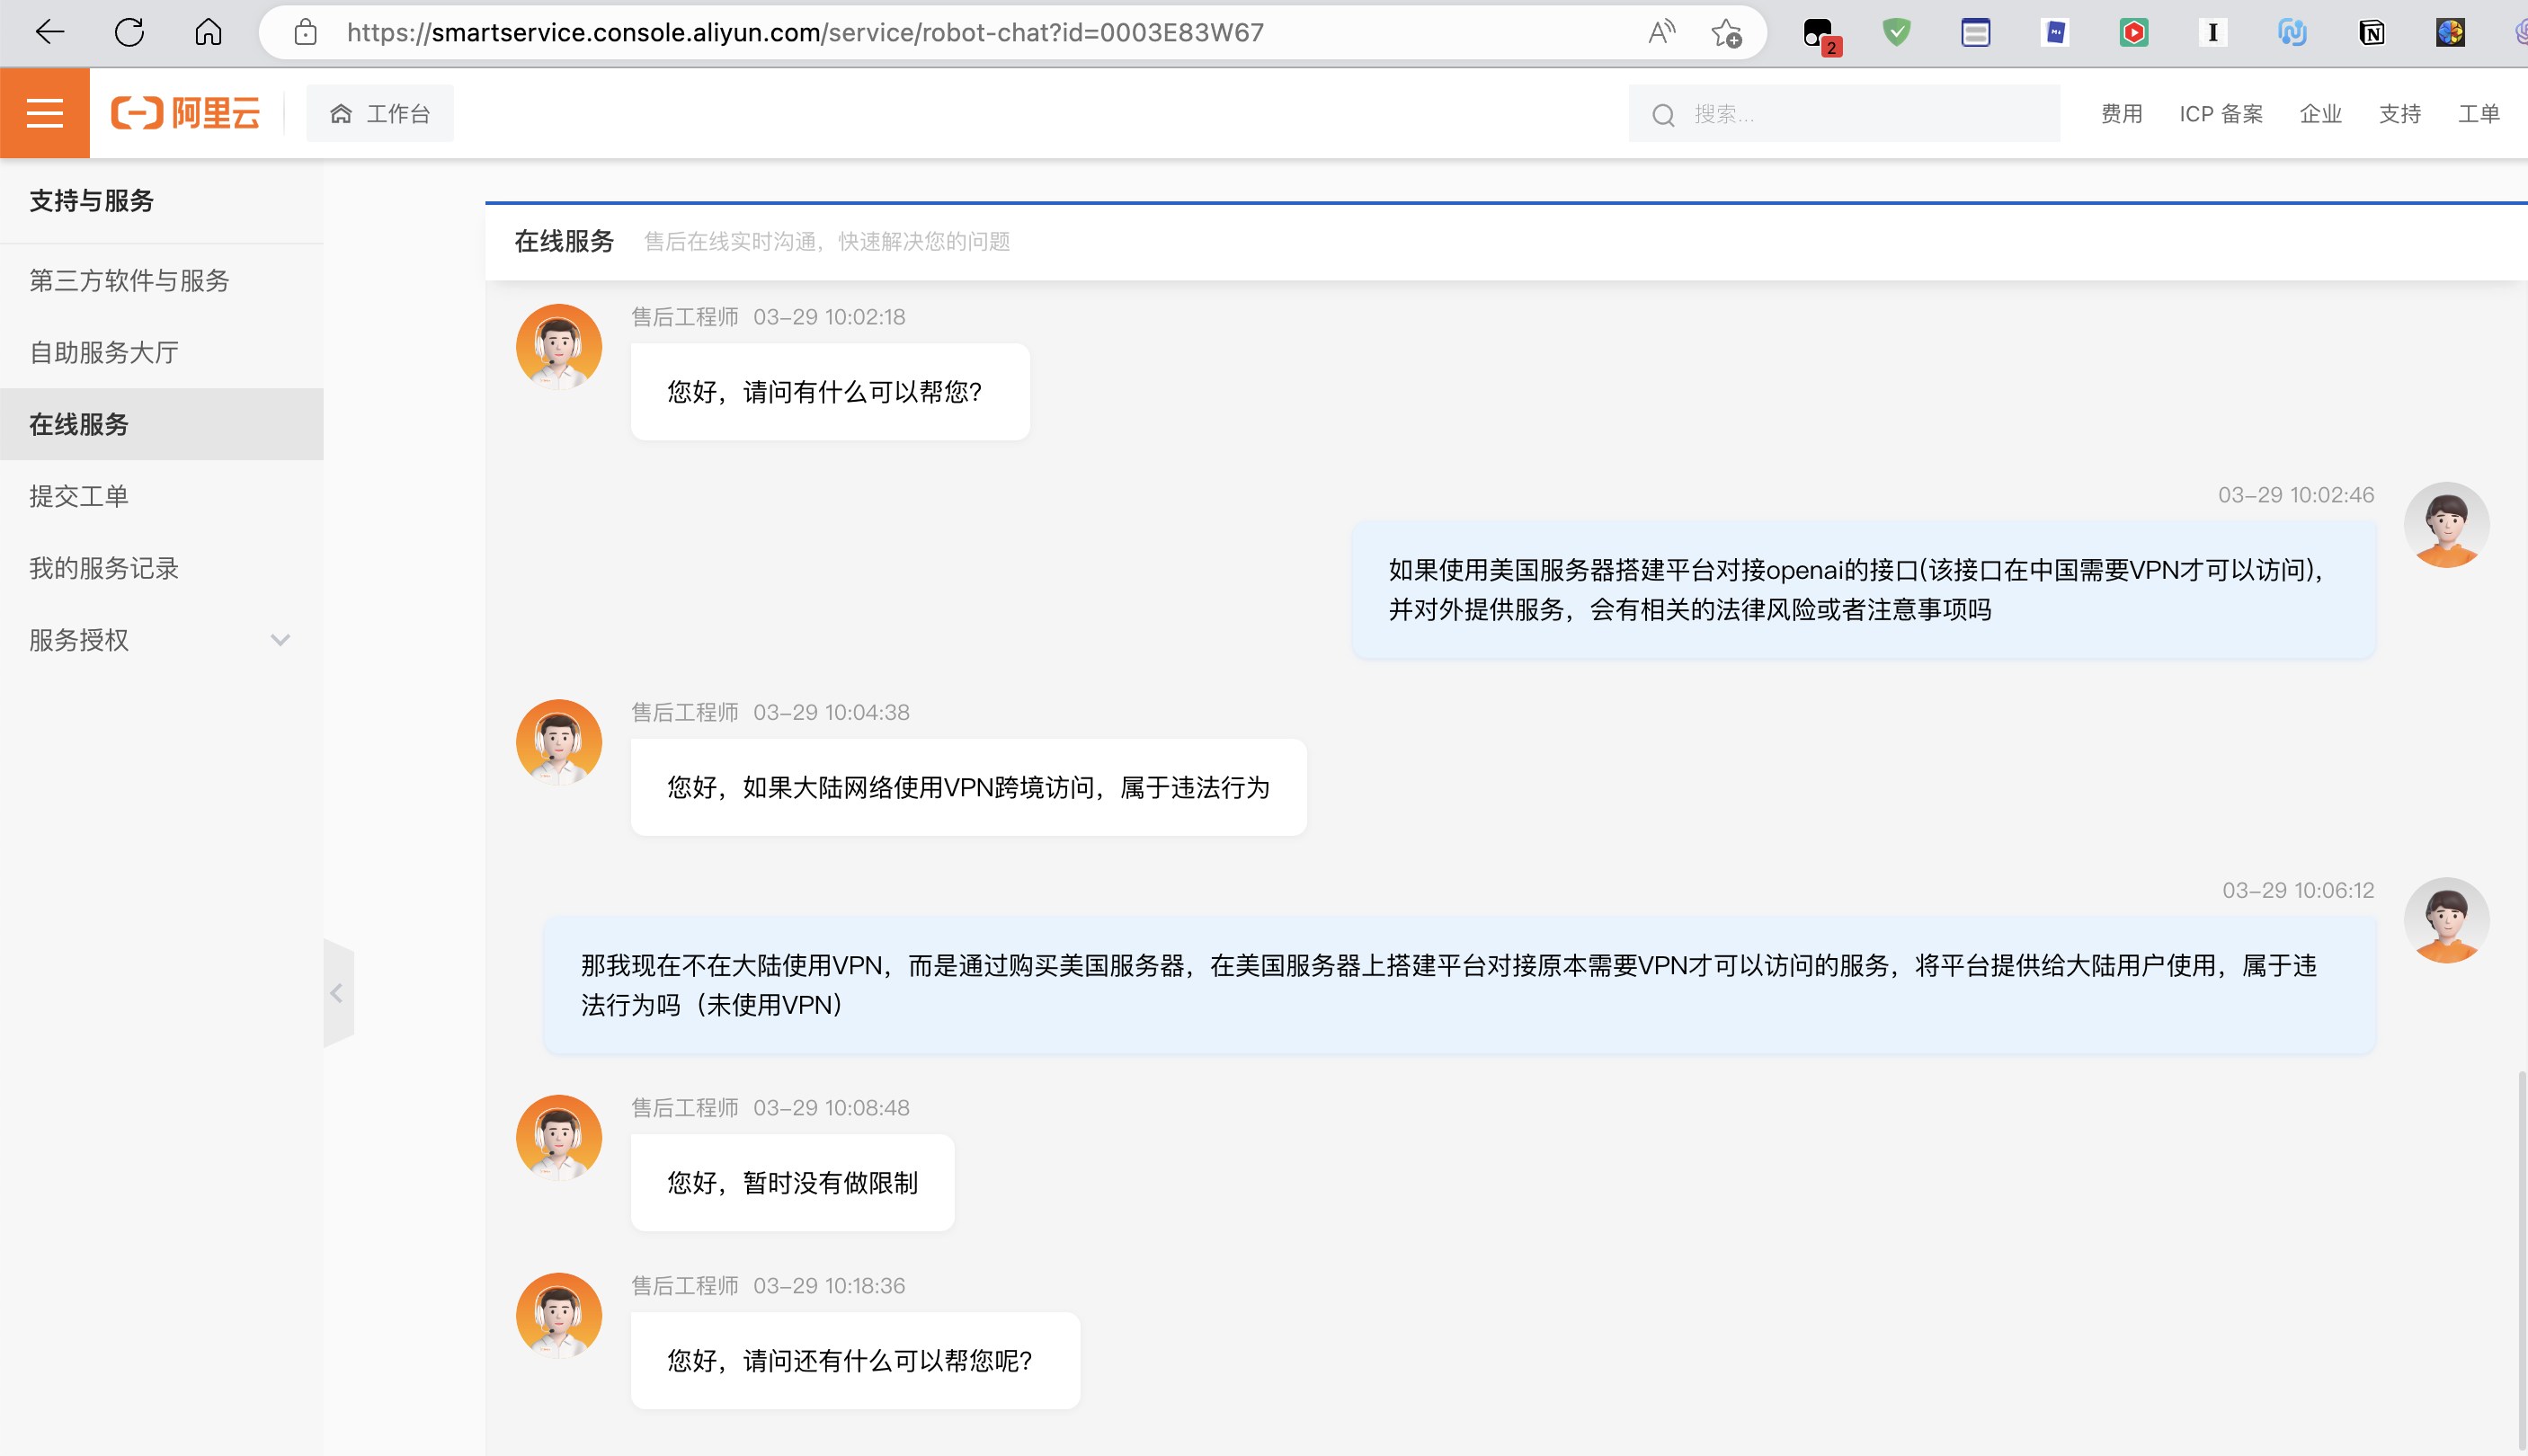 https://smartservice.console.aliyun.com/service/robot-chat?id=0003E83W67
2
阿里云
工作台
搜索...
费用
ICP 备案
企业
支持
工单
支持与服务
第三方软件与服务
自助服务大厅
在线服务
提交工单
我的服务记录
服务授权
在线服务 售后在线实时沟通，快速解决您的问题
售后工程师 03-29 10:02:18
您好，请问有什么可以帮您?
03-29 10:02:46
如果使用美国服务器搭建平台对接openai的接口(该接口在中国需要VPN才可以访问),
并对外提供服务，会有相关的法律风险或者注意事项吗
售后工程师 03-29 10:04:38
您好，如果大陆网络使用VPN跨境访问，属于违法行为
03-29 10:06:12
那我现在不在大陆使用VPN，而是通过购买美国服务器，在美国服务器上搭建平台对接原本需要VPN才可以访问的服务，将平台提供给大陆用户使用，属于违
法行为吗（未使用VPN）
售后工程师 03-29 10:08:48
您好，暂时没有做限制
售后工程师 03-29 10:18:36
您好，请问还有什么可以帮您呢?